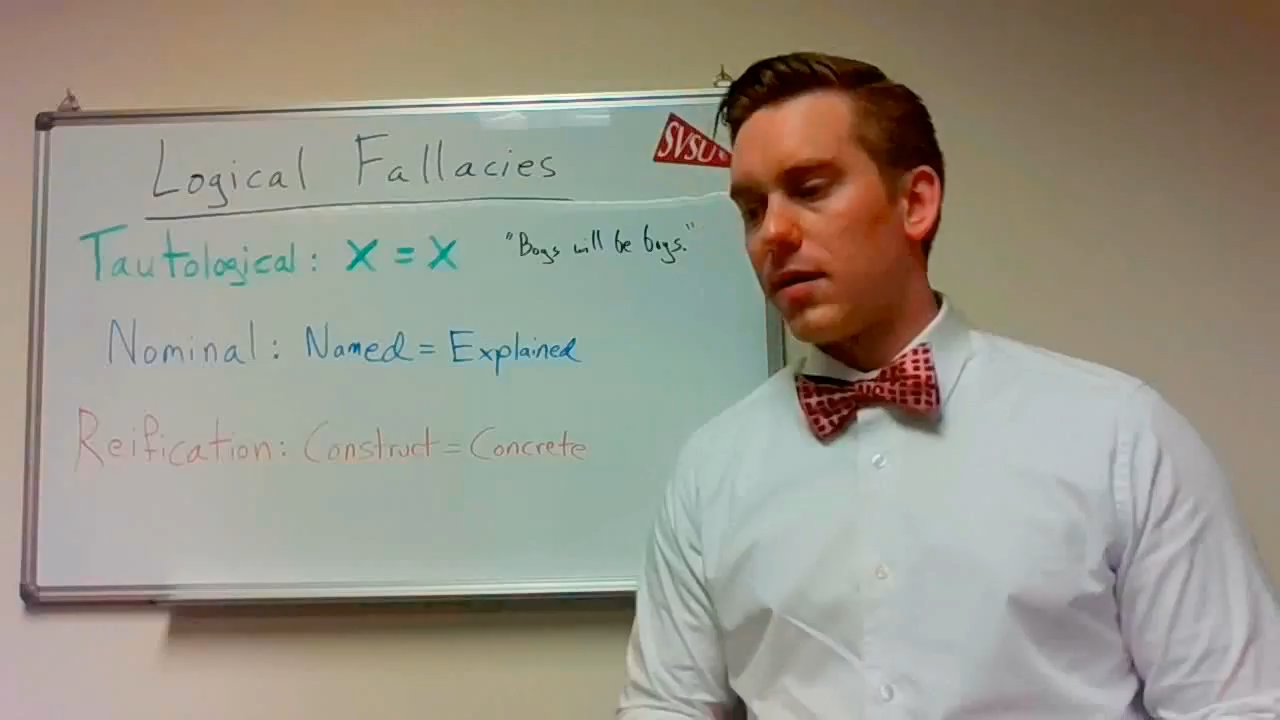 Logical Fallacies
SVSU
Tautological: X = X "Boys will be boys."
Nominal: Named = Explained
Reification: Construct = Concrete